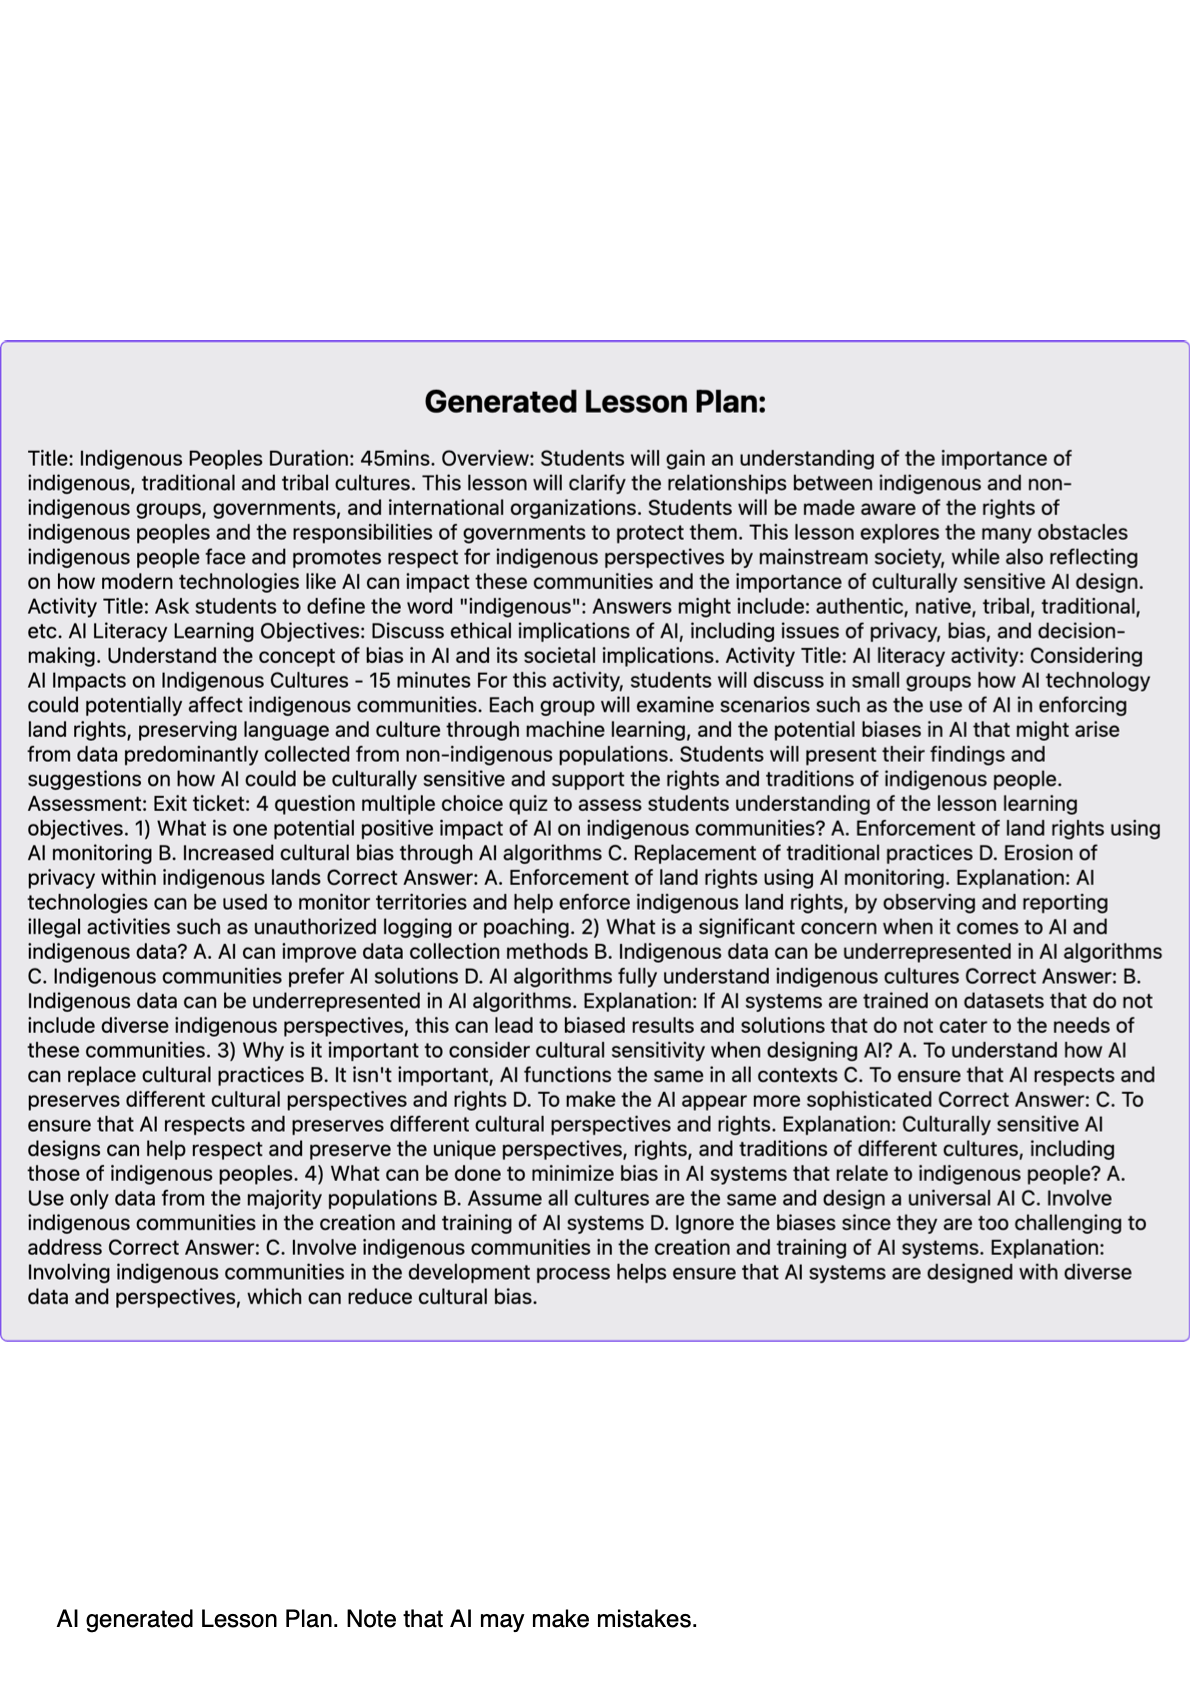 Generated Lesson Plan:
Title: Indigenous Peoples Duration: 45mins. Overview: Students will gain an understanding of the importance of
indigenous, traditional and tribal cultures. This lesson will clarify the relationships between indigenous and non-
indigenous groups, governments, and international organizations. Students will be made aware of the rights of
indigenous peoples and the responsibilities of governments to protect them. This lesson explores the many obstacles
indigenous people face and promotes respect for indigenous perspectives by mainstream society, while also reflecting
on how modern technologies like AI can impact these communities and the importance of culturally sensitive AI design.
Activity Title: Ask students to define the word "indigenous": Answers might include: authentic, native, tribal, traditional,
etc. AI Literacy Learning Objectives: Discuss ethical implications of AI, including issues of privacy, bias, and decision-
making. Understand the concept of bias in AI and its societal implications. Activity Title: AI literacy activity: Considering
AI Impacts on Indigenous Cultures - 15 minutes For this activity, students will discuss in small groups how AI technology
could potentially affect indigenous communities. Each group will examine scenarios such as the use of AI in enforcing
land rights, preserving language and culture through machine learning, and the potential biases in AI that might arise
from data predominantly collected from non-indigenous populations. Students will present their findings and
suggestions on how AI could be culturally sensitive and support the rights and traditions of indigenous people.
Assessment: Exit ticket: 4 question multiple choice quiz to assess students understanding of the lesson learning
objectives. 1) What is one potential positive impact of AI on indigenous communities? A. Enforcement of land rights using
AI monitoring B. Increased cultural bias through AI algorithms C. Replacement of traditional practices D. Erosion of
privacy within indigenous lands Correct Answer: A. Enforcement of land rights using AI monitoring. Explanation: AI
technologies can be used to monitor territories and help enforce indigenous land rights, by observing and reporting
illegal activities such as unauthorized logging or poaching. 2) What is a significant concern when it comes to AI and
indigenous data? A. AI can improve data collection methods B. Indigenous data can be underrepresented in AI algorithms
C. Indigenous communities prefer AI solutions D. AI algorithms fully understand indigenous cultures Correct Answer: B.
Indigenous data can be underrepresented in AI algorithms. Explanation: If AI systems are trained on datasets that do not
include diverse indigenous perspectives, this can lead to biased results and solutions that do not cater to the needs of
these communities. 3) Why is it important to consider cultural sensitivity when designing AI? A. To understand how AI
can replace cultural practices B. It isn't important, AI functions the same in all contexts C. To ensure that AI respects and
preserves different cultural perspectives and rights D. To make the AI appear more sophisticated Correct Answer: C. To
ensure that AI respects and preserves different cultural perspectives and rights. Explanation: Culturally sensitive AI
designs can help respect and preserve the unique perspectives, rights, and traditions of different cultures, including
those of indigenous peoples. 4) What can be done to minimize bias in AI systems that relate to indigenous people? A.
Use only data from the majority populations B. Assume all cultures are the same and design a universal AI C. Involve
indigenous communities in the creation and training of AI systems D. Ignore the biases since they are too challenging to
address Correct Answer: C. Involve indigenous communities in the creation and training of AI systems. Explanation:
Involving indigenous communities in the development process helps ensure that AI systems are designed with diverse
data and perspectives, which can reduce cultural bias.
AI generated Lesson Plan. Note that AI may make mistakes.